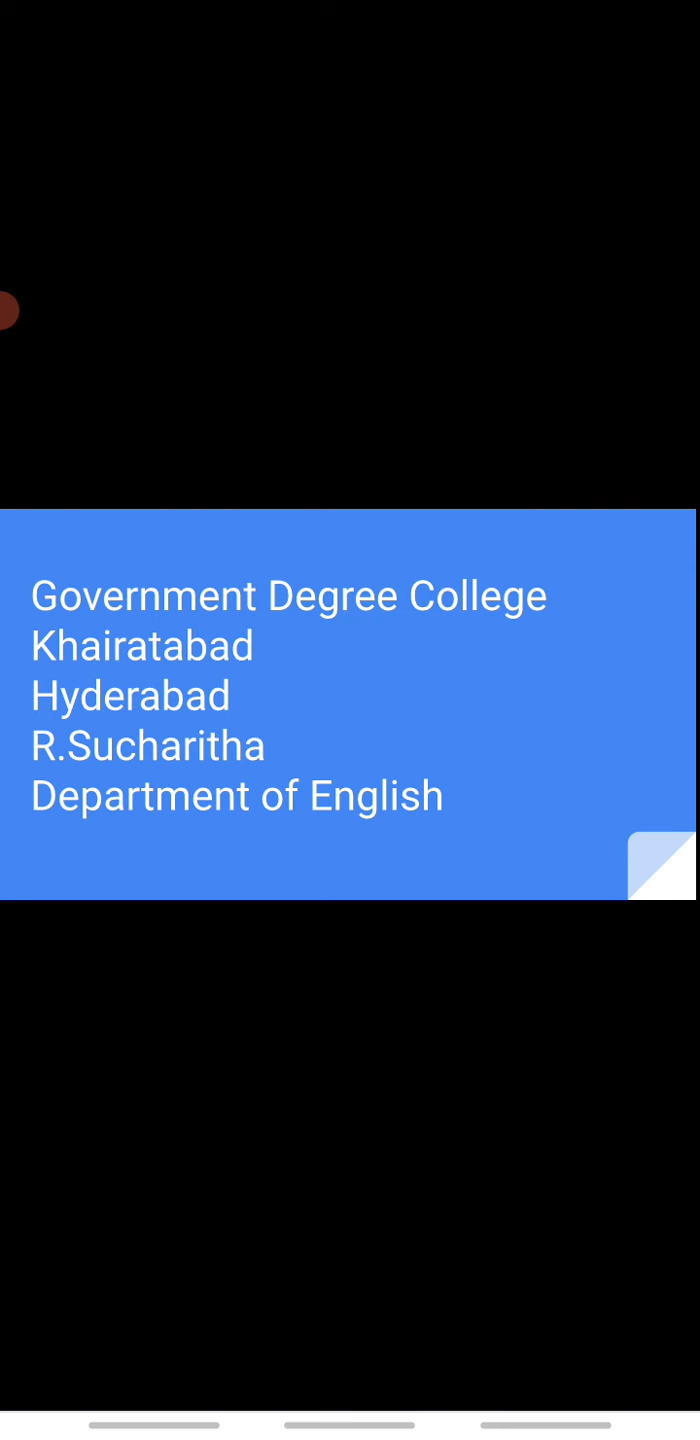 Government Degree College
Khairatabad
Hyderabad
R.Sucharitha
Department of English